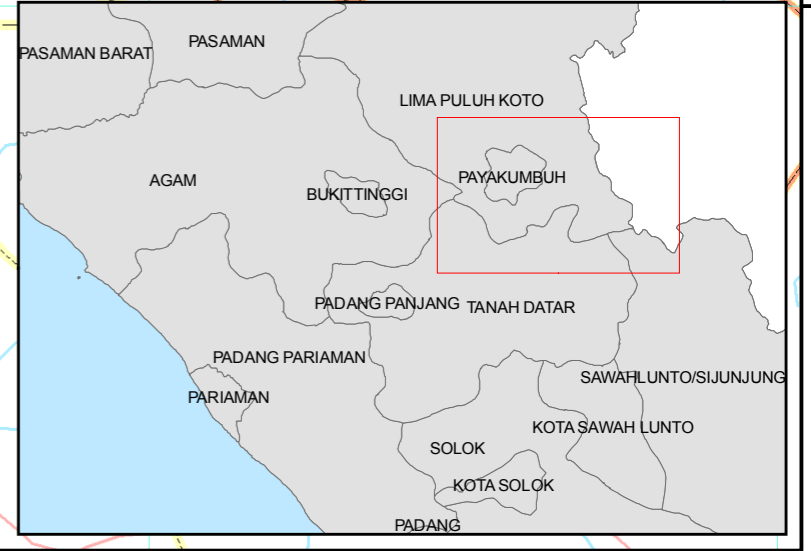 PASAMAN BARAT
PASAMAN
LIMA PULUH KOTO
AGAM
BUKITTINGGI
PAYAKUMBUH
PADANG PANJANG
TANAH DATAR
PADANG PARIAMAN
SAWAHLUNTO/SIJUNJUNG
PARIAMAN
KOTA SAWAH LUNTO
SOLOK
KOTA SOLOK
PADANG